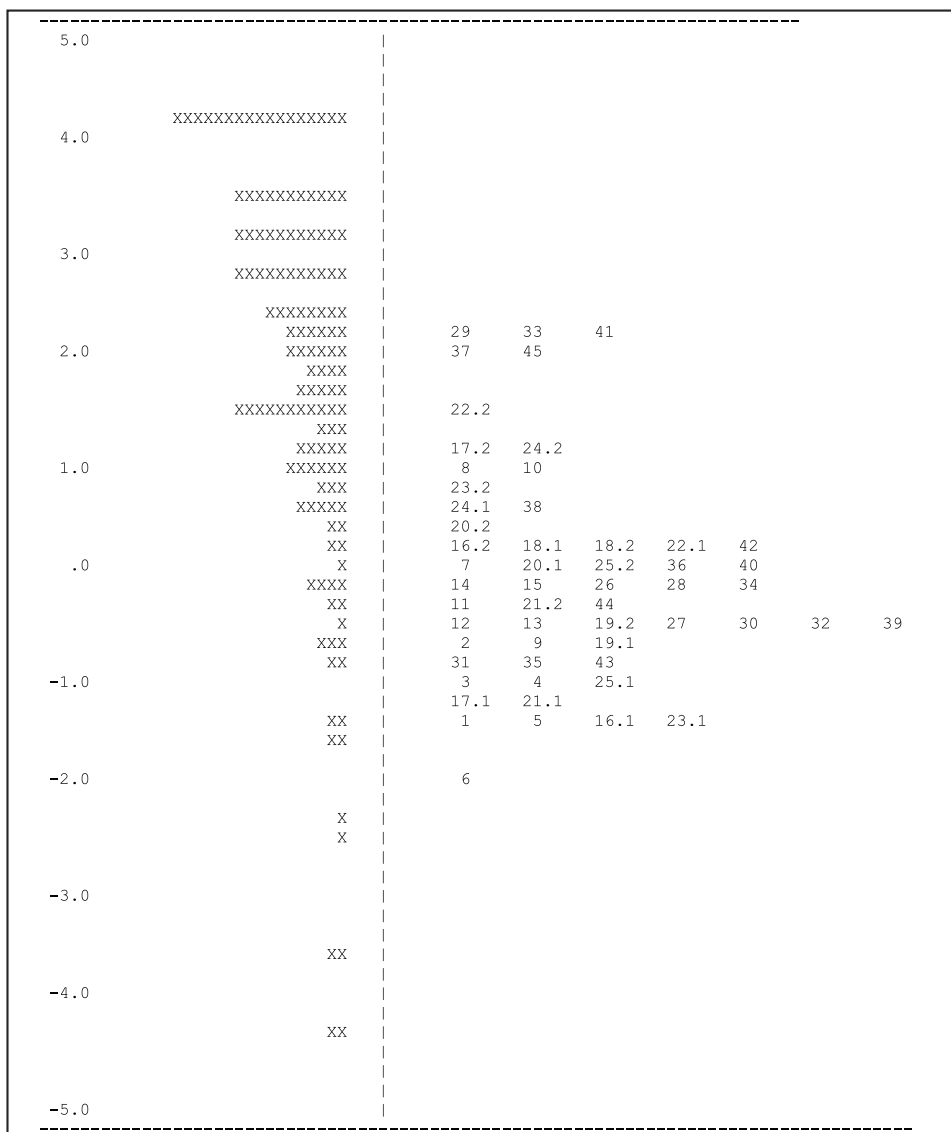 5.0 |
XXXXXXXXXXXXXXXXX |
4.0 |
XXXXXXXXXXX |
XXXXXXXXXXX |
3.0 |
XXXXXXXXXXX |
XXXXXXXX |
XXXXXX | 29 33 41
2.0 XXXXXX | 37 45
XXXX |
XXXXX |
XXXXXXXXXXX | 22.2
XXX |
XXXXX | 17.2 24.2
1.0 XXXXXX | 8 10
XXX | 23.2
XXXXX | 24.1 38
XX | 20.2
XX | 16.2 18.1 18.2 22.1 42
.0 X | 7 20.1 25.2 36 40
XXXX | 14 15 26 28 34
XX | 11 21.2 44
X | 12 13 19.2 27 30 32 39
XXX | 2 9 19.1
XX | 31 35 43
-1.0 | 3 4 25.1
| 17.1 21.1
XX | 1 5 16.1 23.1
XX |
-2.0 | 6
X |
X |
-3.0 |
XX |
-4.0 |
XX |
-5.0 |